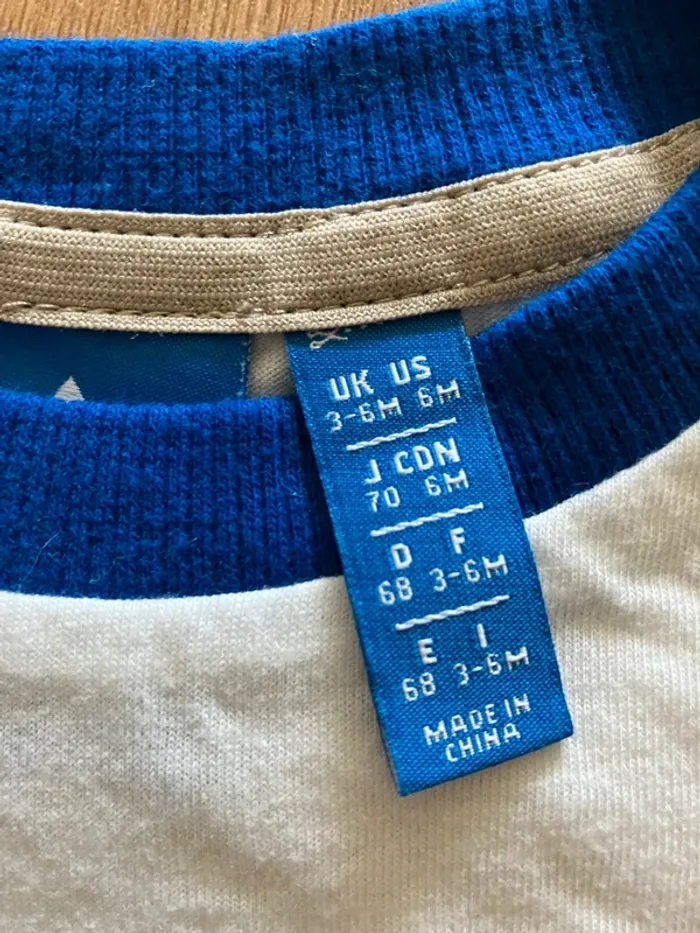 UK US
3-6M 6M
J CDN
70 6M
D F
68 3-6M
E I
68 3-6M
MADE IN
CHINA